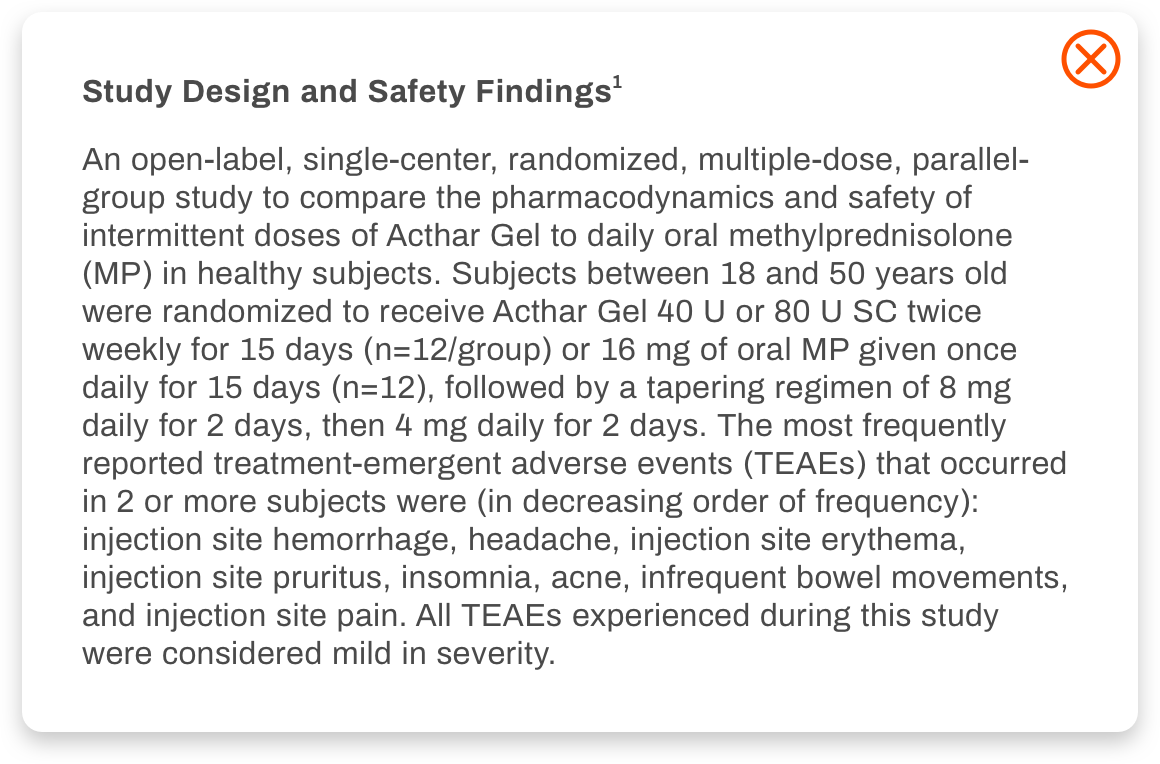 Study Design and Safety Findings1
An open-label, single-center, randomized, multiple-dose, parallel-
group study to compare the pharmacodynamics and safety of
intermittent doses of Acthar Gel to daily oral methylprednisolone
(MP) in healthy subjects. Subjects between 18 and 50 years old
were randomized to receive Acthar Gel 40 U or 80 U SC twice
weekly for 15 days (n=12/group) or 16 mg of oral MP given once
daily for 15 days (n=12), followed by a tapering regimen of 8 mg
daily for 2 days, then 4 mg daily for 2 days. The most frequently
reported treatment-emergent adverse events (TEAEs) that occurred
in 2 or more subjects were (in decreasing order of frequency):
injection site hemorrhage, headache, injection site erythema,
injection site pruritus, insomnia, acne, infrequent bowel movements,
and injection site pain. All TEAEs experienced during this study
were considered mild in severity.